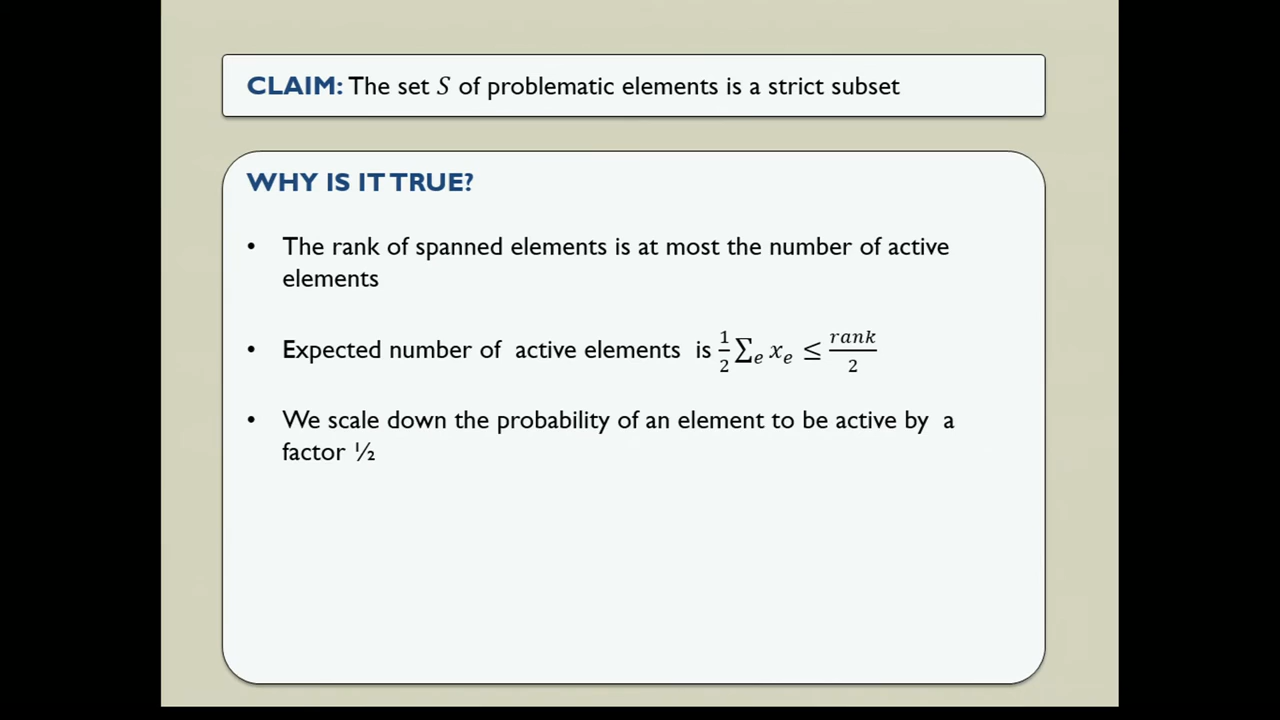 CLAIM: The set S of problematic elements is a strict subset
WHY IS IT TRUE?
• The rank of spanned elements is at most the number of active
elements
• Expected number of active elements is 1/2 ∑ₑ xₑ ≤ rank/2
• We scale down the probability of an element to be active by a
factor ½